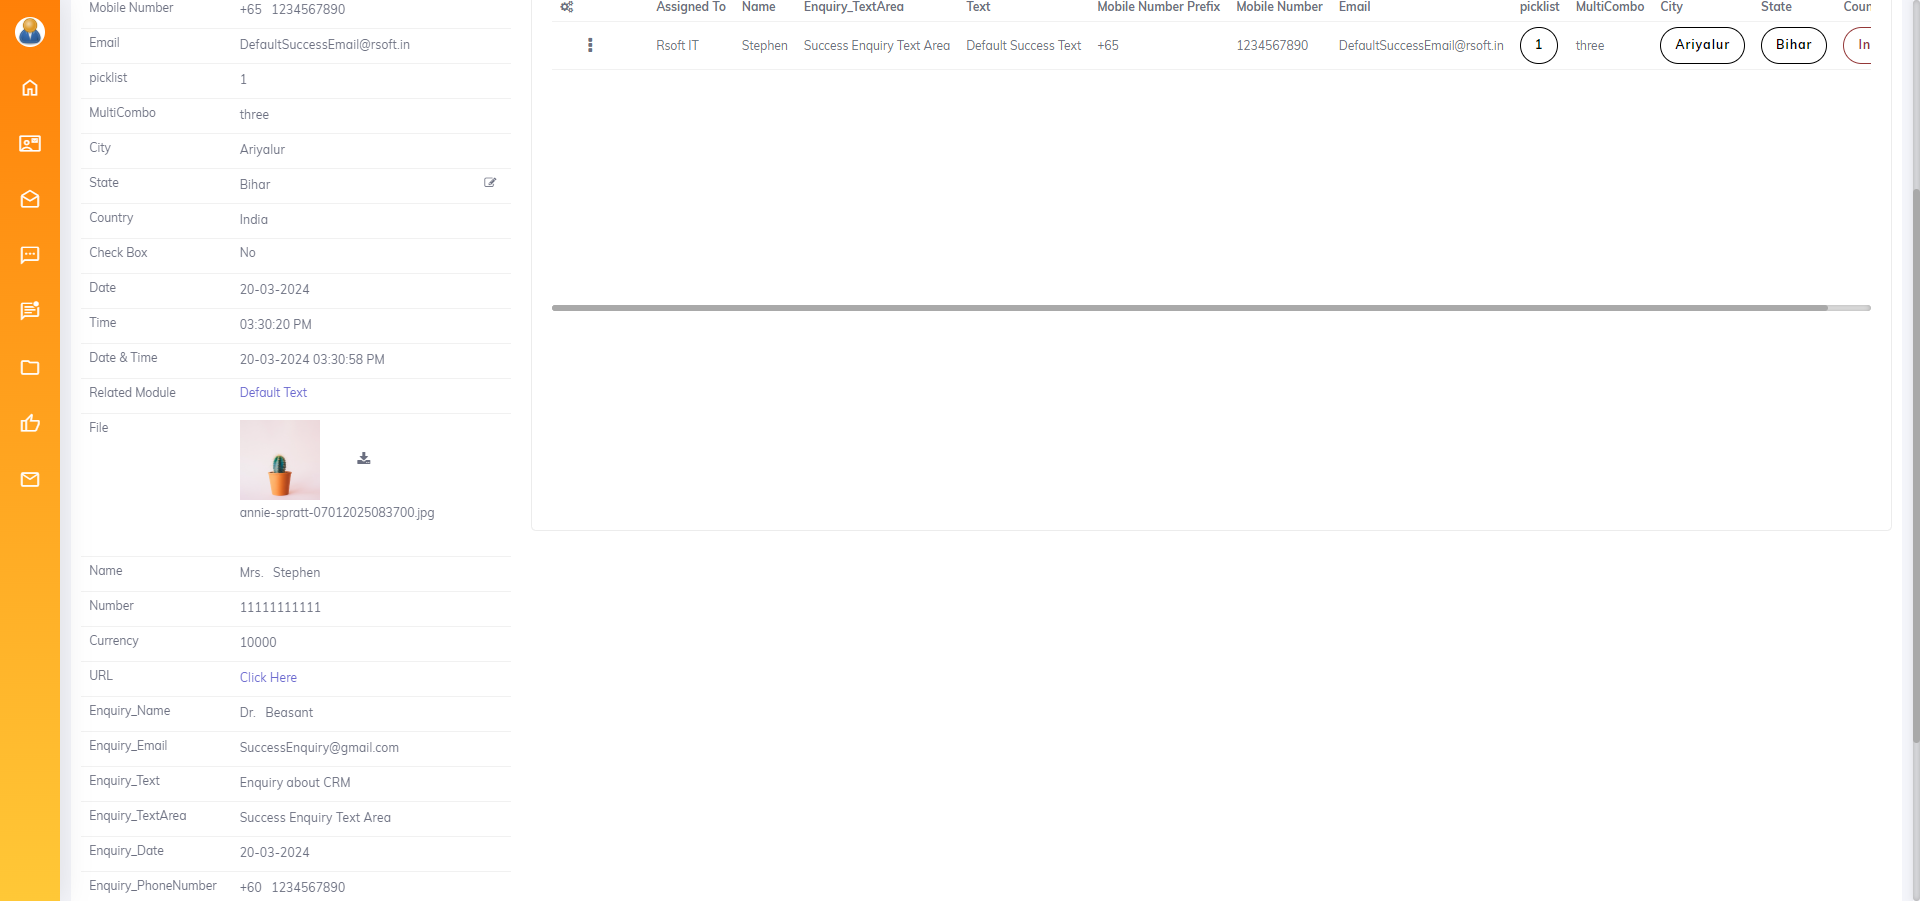 Mobile Number +65 1234567890
Email DefaultSuccessEmail@rsoft.in
picklist 1
MultiCombo three
City Ariyalur
State Bihar
Country India
Check Box No
Date 20-03-2024
Time 03:30:20 PM
Date & Time 20-03-2024 03:30:58 PM
Related Module Default Text
File
annie-spratt-07012025083700.jpg
Name Mrs. Stephen
Number 11111111111
Currency 10000
URL Click Here
Enquiry_Name Dr. Beasant
Enquiry_Email SuccessEnquiry@gmail.com
Enquiry_Text Enquiry about CRM
Enquiry_TextArea Success Enquiry Text Area
Enquiry_Date 20-03-2024
Enquiry_PhoneNumber +60 1234567890
Assigned To Name Enquiry_TextArea Text Mobile Number Prefix Mobile Number Email picklist MultiCombo City State Coun
Rsoft IT Stephen Success Enquiry Text Area Default Success Text +65 1234567890 DefaultSuccessEmail@rsoft.in 1 three Ariyalur Bihar In